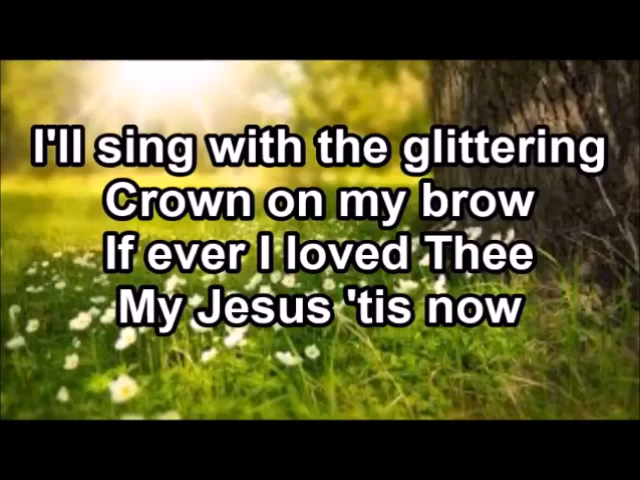 I'll sing with the glittering
Crown on my brow
If ever I loved Thee
My Jesus 'tis now